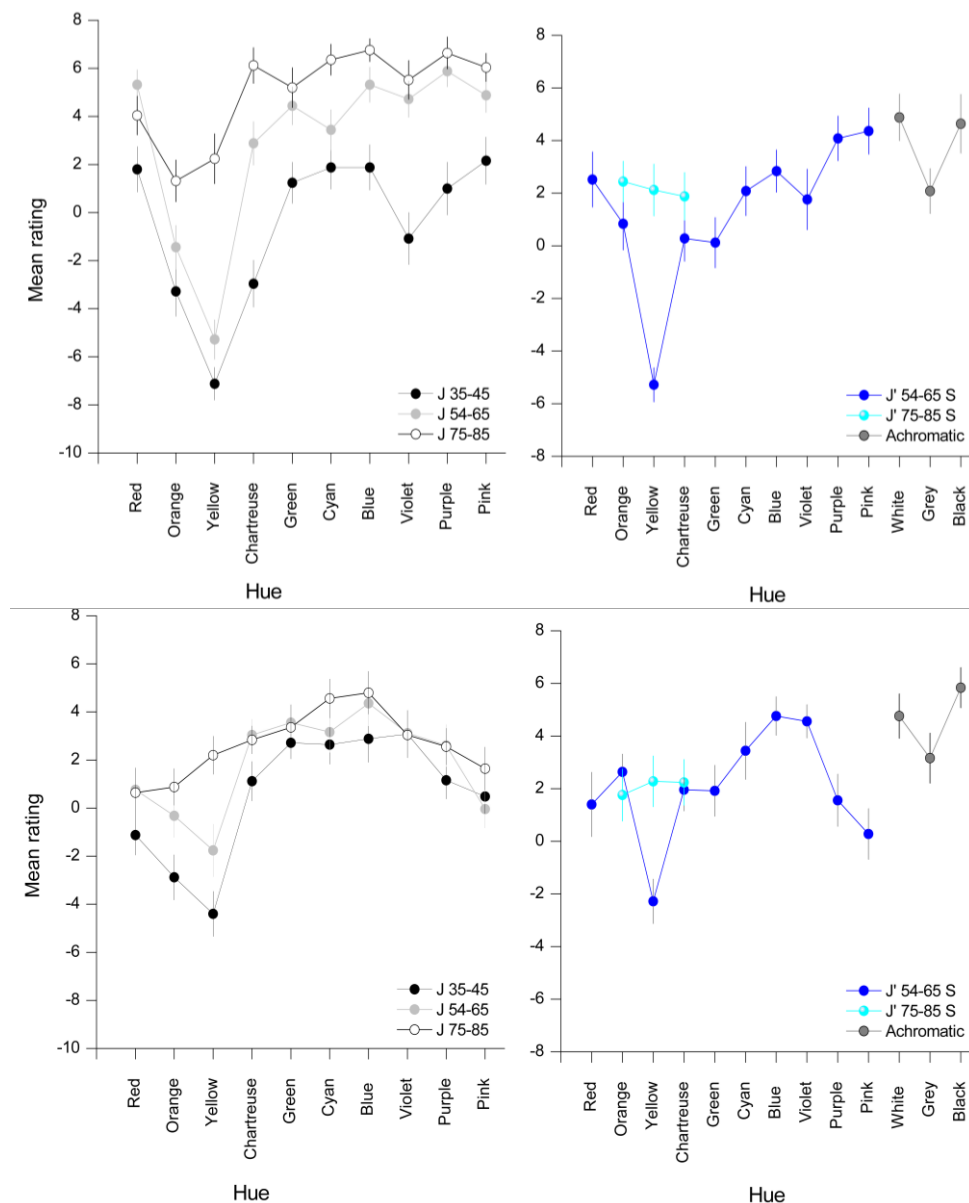 8
6
4
2
0
-2
-4
-6
-8
-10
Mean rating
J 35-45
J 54-65
J 75-85
Red
Orange
Yellow
Chartreuse
Green
Cyan
Blue
Violet
Purple
Pink
Hue
8
6
4
2
0
-2
-4
-6
-8
J' 54-65 S
J' 75-85 S
Achromatic
Red
Orange
Yellow
Chartreuse
Green
Cyan
Blue
Violet
Purple
Pink
White
Grey
Black
Hue
8
6
4
2
0
-2
-4
-6
-8
-10
Mean rating
J 35-45
J 54-65
J 75-85
Red
Orange
Yellow
Chartreuse
Green
Cyan
Blue
Violet
Purple
Pink
Hue
8
6
4
2
0
-2
-4
-6
-8
J' 54-65 S
J' 75-85 S
Achromatic
Red
Orange
Yellow
Chartreuse
Green
Cyan
Blue
Violet
Purple
Pink
White
Grey
Black
Hue